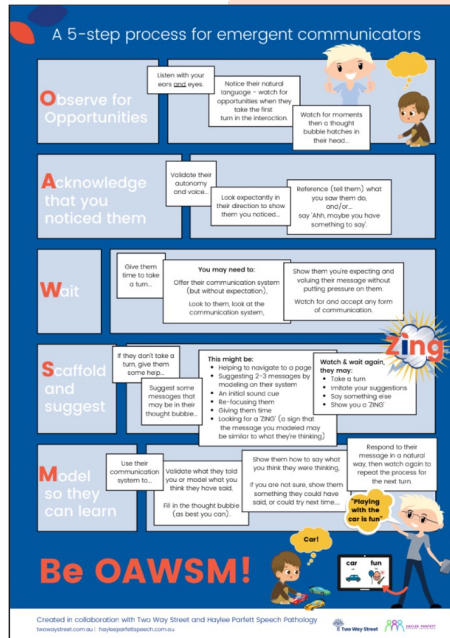 A 5-step process for emergent communicators
Observe for
Opportunities
Listen with your
ears and eyes.
Notice their natural
language - watch for
opportunities when they
take the first
turn in the interaction.
Watch for moments
then a thought
bubble hatches in
their head...
Acknowledge
that you
noticed them
Validate their
autonomy
and voice...
Look expectantly in
their direction to show
them you noticed...
Reference (tell them) what
you saw them do,
and/or...
say 'Ahh, maybe you have
something to say'.
Wait
Give them
time to take
a turn...
You may need to:
Offer their communication system
(but without expectation),
Look to them, look at the
communication system,
Show them you're expecting and
valuing their message without
putting pressure on them.
Watch for and accept any form
of communication.
Zing
Scaffold
and
suggest
If they don't take a
turn, give them
some help...
Suggest some
messages that
may be in their
thought bubble...
This might be:
• Helping to navigate to a page
• Suggesting 2-3 messages by
modeling on their system
• An initial sound cue
• Re-focusing them
• Giving them time
• Looking for a 'ZING' (a sign that
the message you modeled may
be similar to what they're thinking)
Watch & wait again,
they may:
• Take a turn
• Imitate your suggestions
• Say something else
• Show you a 'ZING'
Model
so they
can learn
Use their
communication
system to...
Validate what they told
you or model what you
think they have said.
Fill in the thought bubble
(as best you can).
Show them how to say what
you think they were thinking,
If you are not sure, show them
something they could have
said, or could try next time....
Respond to their
message in a natural
way, then watch again to
repeat the process for
the next turn.
"Playing
with the
car is fun"
Car!
car fun
Be OAWSM!
Created in collaboration with Two Way Street and Haylee Parfett Speech Pathology
twowaystreet.com.au | hayleeparfettspeech.com.au
Two Way Street
HAYLEE PARFETT